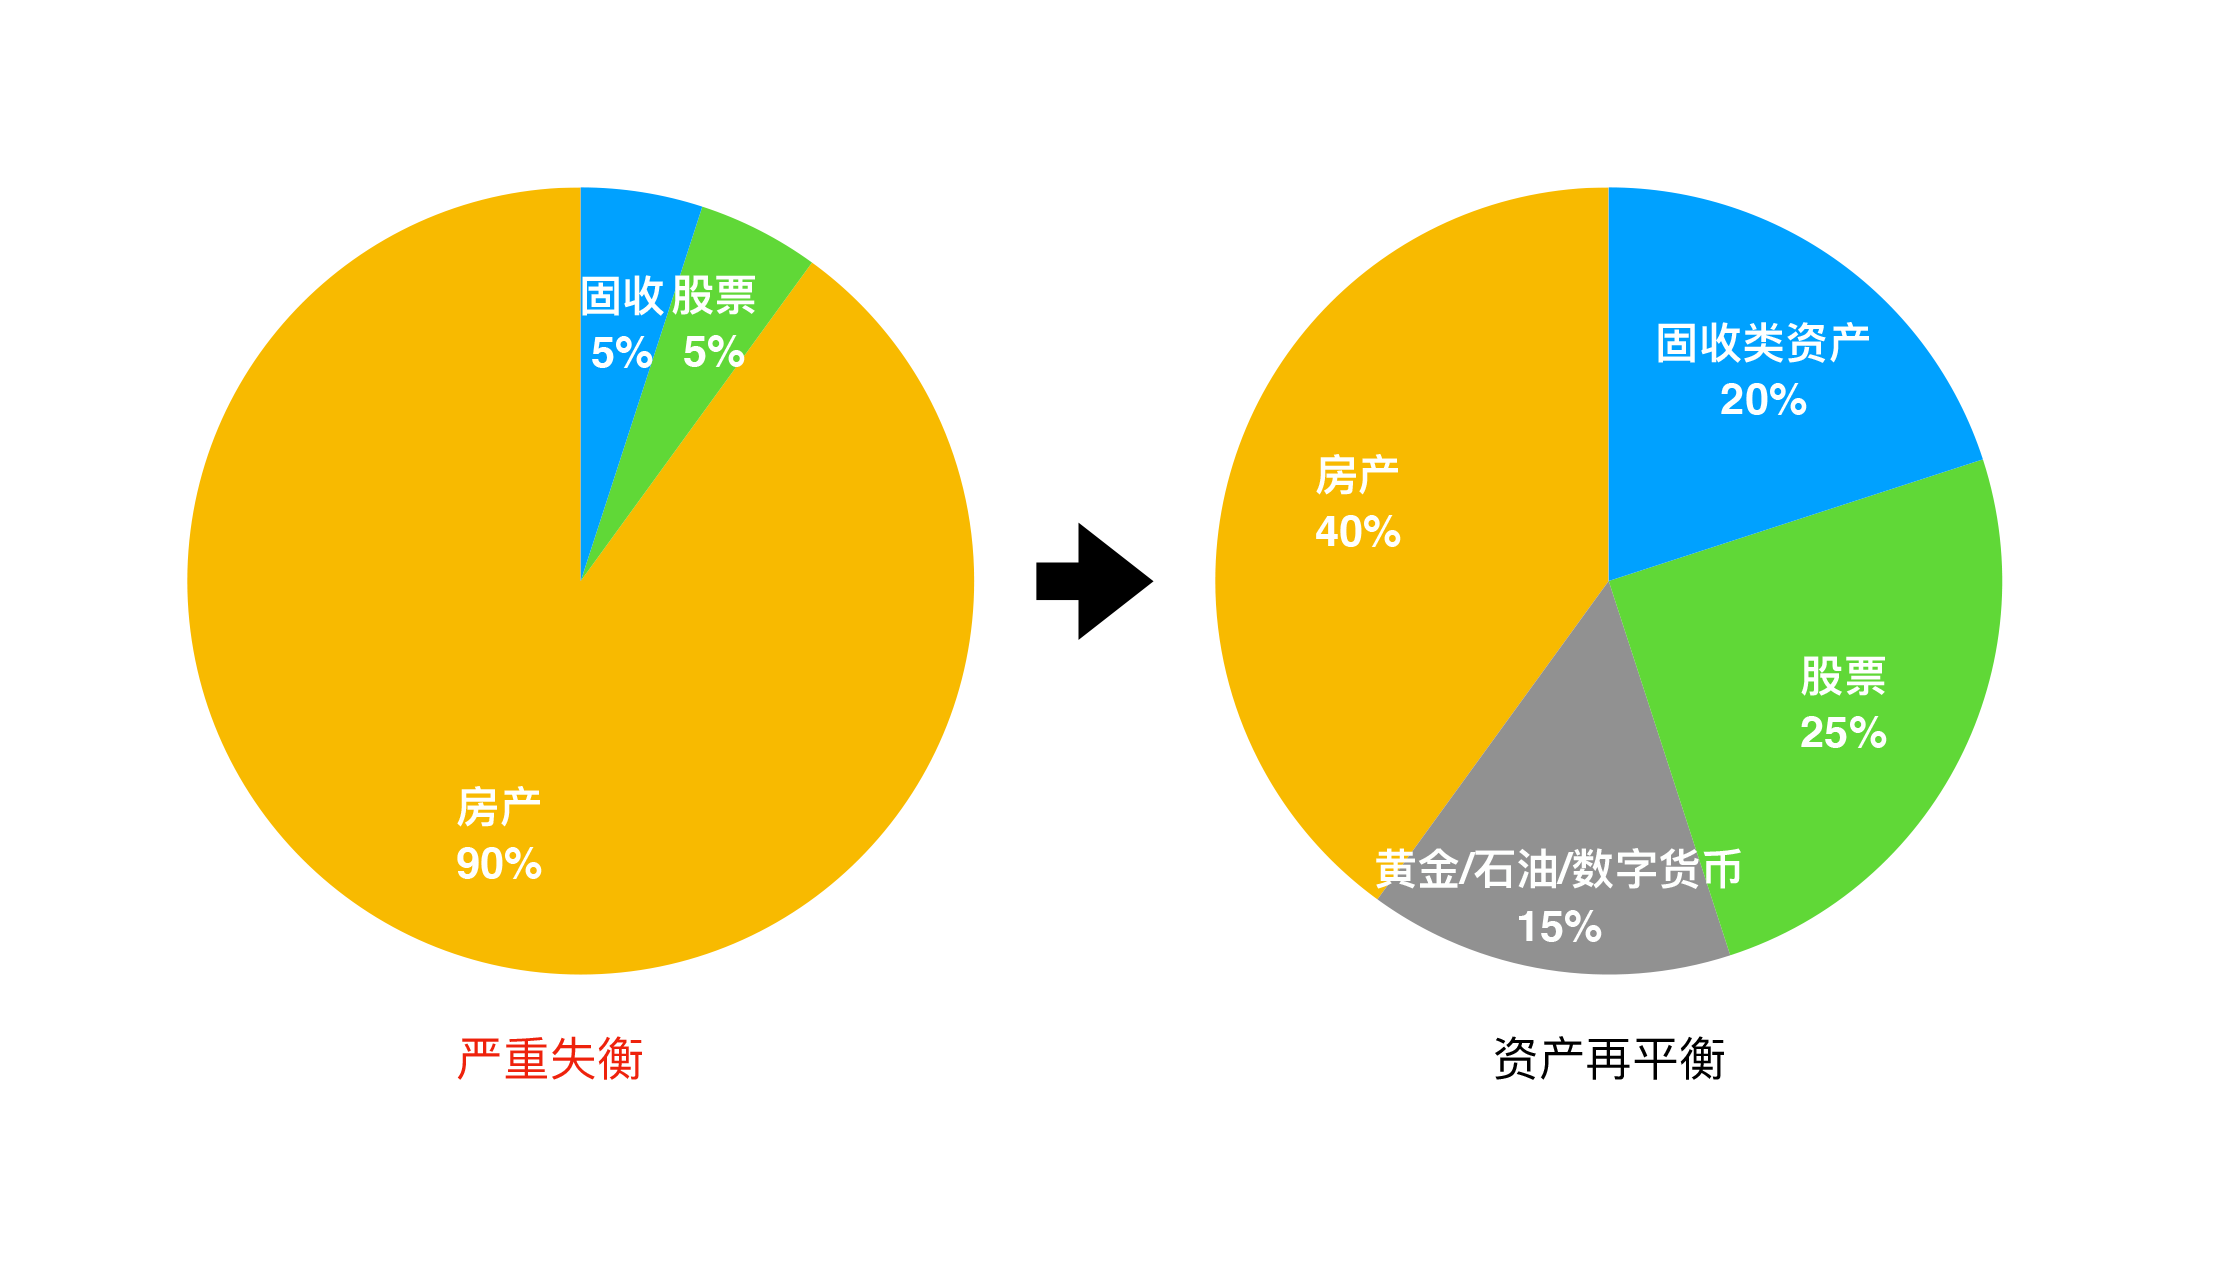 固收
5%
股票
5%
房产
90%
严重失衡
固收类资产
20%
房产
40%
股票
25%
黄金/石油/数字货币
15%
资产再平衡